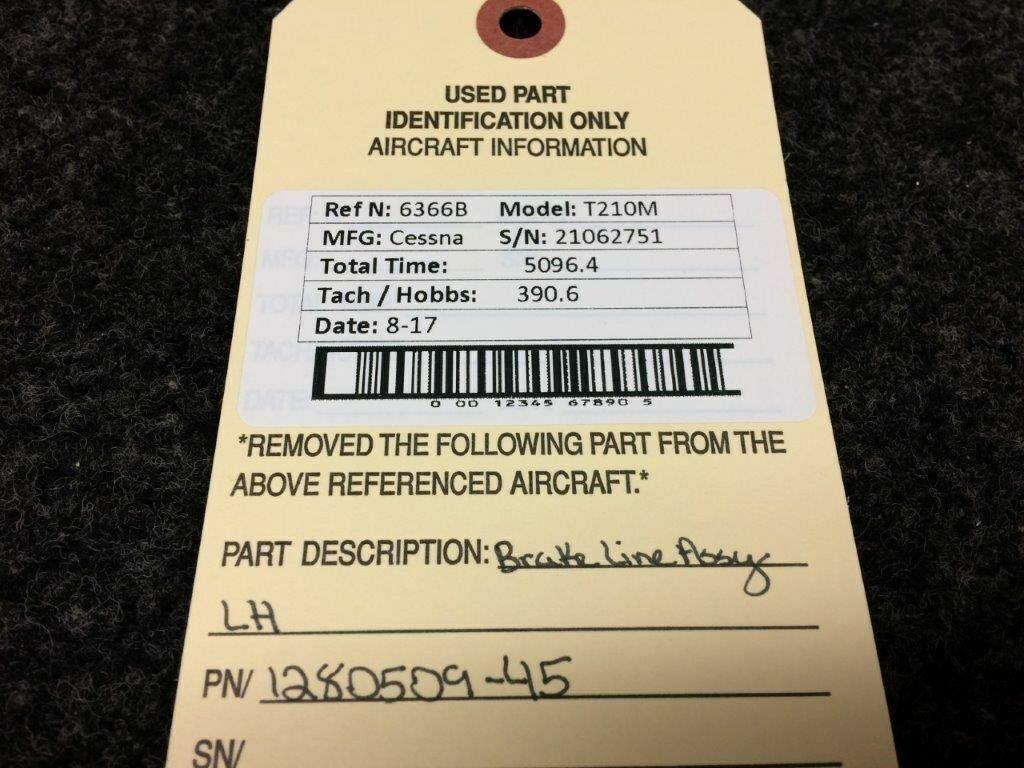 USED PART
IDENTIFICATION ONLY
AIRCRAFT INFORMATION
Ref N: 6366B Model: T210M
MFG: Cessna S/N: 21062751
Total Time: 5096.4
Tach / Hobbs: 390.6
Date: 8-17
0 00 12345 67890 5
*REMOVED THE FOLLOWING PART FROM THE
ABOVE REFERENCED AIRCRAFT.*
PART DESCRIPTION: Brake Line Assy
LH
PN/ 1280509-45
SN/